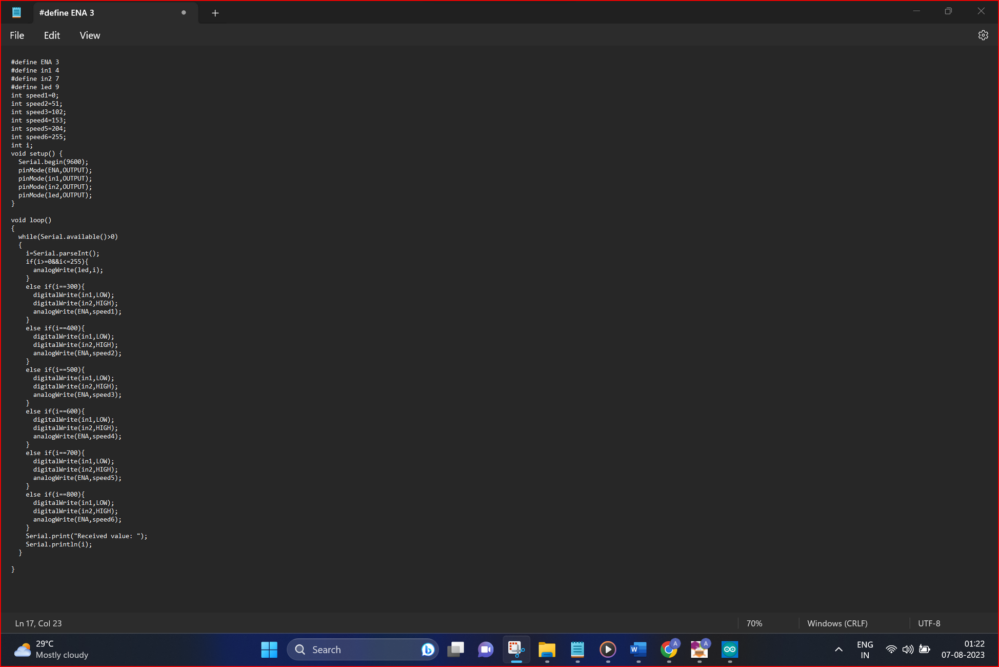 #define ENA 3
File Edit View
#define ENA 3
#define in1 4
#define in2 7
#define led 9
int speed1=0;
int speed2=51;
int speed3=102;
int speed4=153;
int speed5=204;
int speed6=255;
int i;
void setup() {
  Serial.begin(9600);
  pinMode(ENA,OUTPUT);
  pinMode(in1,OUTPUT);
  pinMode(in2,OUTPUT);
  pinMode(led,OUTPUT);
}
void loop()
{
  while(Serial.available()>0)
  {
    i=Serial.parseInt();
    if(i>=0&&i<=255){
      analogWrite(led,i);
    }
    else if(i==300){
      digitalWrite(in1,LOW);
      digitalWrite(in2,HIGH);
      analogWrite(ENA,speed1);
    }
    else if(i==400){
      digitalWrite(in1,LOW);
      digitalWrite(in2,HIGH);
      analogWrite(ENA,speed2);
    }
    else if(i==500){
      digitalWrite(in1,LOW);
      digitalWrite(in2,HIGH);
      analogWrite(ENA,speed3);
    }
    else if(i==600){
      digitalWrite(in1,LOW);
      digitalWrite(in2,HIGH);
      analogWrite(ENA,speed4);
    }
    else if(i==700){
      digitalWrite(in1,LOW);
      digitalWrite(in2,HIGH);
      analogWrite(ENA,speed5);
    }
    else if(i==800){
      digitalWrite(in1,LOW);
      digitalWrite(in2,HIGH);
      analogWrite(ENA,speed6);
    }
    Serial.print("Received value: ");
    Serial.println(i);
  }
}
Ln 17, Col 23 70% Windows (CRLF) UTF-8
29°C
Mostly cloudy
Search
W
A
A
ENG
IN
01:22
07-08-2023